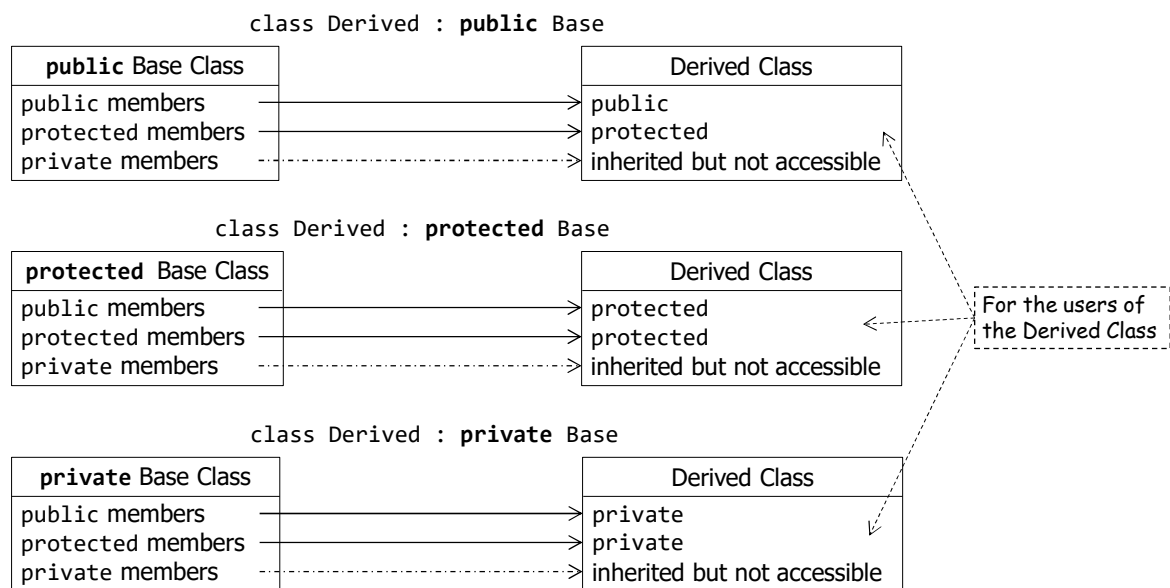 class Derived : public Base
public Base Class
Derived Class
public members
public
protected members
protected
private members
inherited but not accessible
class Derived : protected Base
protected Base Class
Derived Class
public members
protected
protected members
protected
private members
inherited but not accessible
For the users of
the Derived Class
class Derived : private Base
private Base Class
Derived Class
public members
private
protected members
private
private members
inherited but not accessible